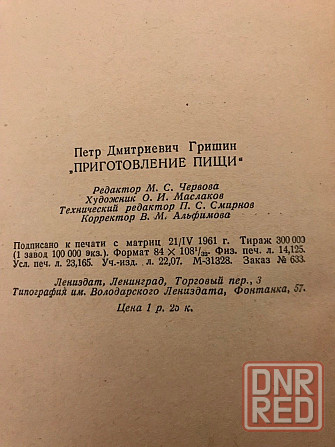 Петр Дмитриевич Гришин
„ПРИГОТОВЛЕНИЕ ПИЩИ“
Редактор М. С. Червова
Художник О. И. Маслаков
Технический редактор П. С. Смирнов
Корректор В. М. Альфимова
Подписано к печати с матриц 21/IV 1961 г. Тираж 300 000
(1 завод 100 000 экз.). Формат 84 × 108¹/₃₂. Физ. печ. л. 14,125.
Усл. печ. л. 23,165. Уч.-изд. л. 22,07. М-31328. Заказ № 633.
Лениздат, Ленинград, Торговый пер., 3
Типография им. Володарского Лениздата, Фонтанка, 57.
Цена 1 р. 25 к.
DNR
RED